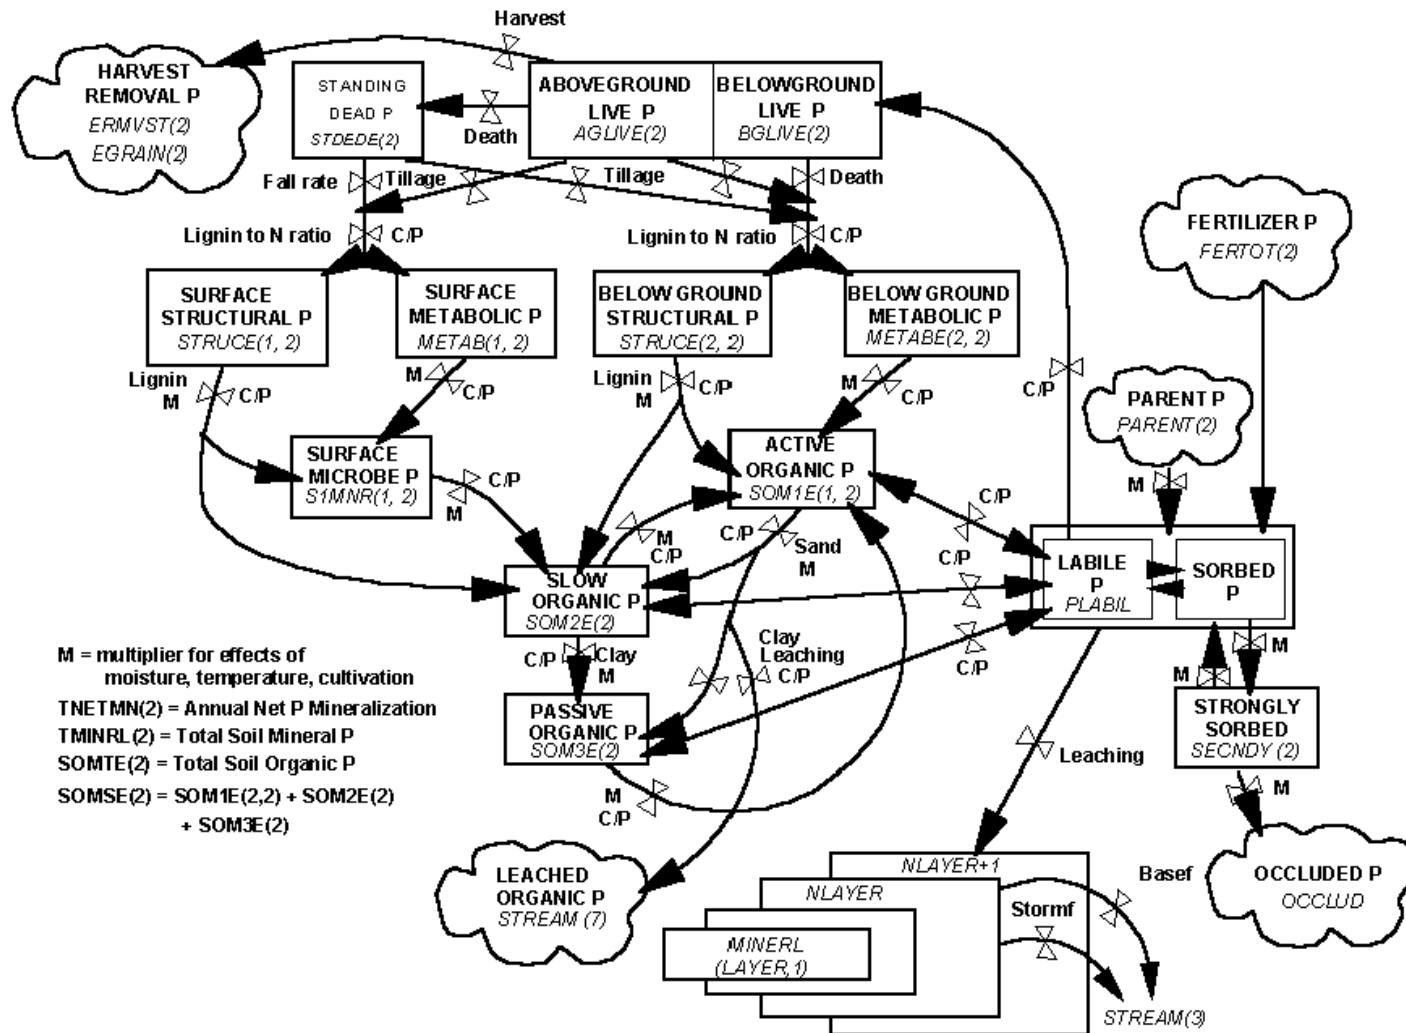 Harvest
HARVEST
REMOVAL P
ERMVST(2)
EGRAIN(2)
STANDING
DEAD P
STDEDE(2)
Death
ABOVEGROUND
LIVE P
AGLIVE(2)
BELOWGROUND
LIVE P
BGLIVE(2)
Fall rate
Tillage
Tillage
Death
Lignin to N ratio
C/P
Lignin to N ratio
C/P
FERTILIZER P
FERTOT(2)
SURFACE
STRUCTURAL P
STRUCE(1, 2)
SURFACE
METABOLIC P
METAB(1, 2)
BELOW GROUND
STRUCTURAL P
STRUCE(2, 2)
BELOW GROUND
METABOLIC P
METABE(2, 2)
Lignin
M
C/P
M
C/P
Lignin
M
C/P
M
C/P
C/P
PARENT P
PARENT(2)
M
SURFACE
MICROBE P
S1MNR(1, 2)
C/P
M
ACTIVE
ORGANIC P
SOM1E(1, 2)
C/P
C/P
M
C/P
C/P
Sand
M
LABILE
P
PLABIL
SORBED
P
SLOW
ORGANIC P
SOM2E(2)
C/P
Clay
M
Clay
Leaching
C/P
C/P
C/P
M
M
PASSIVE
ORGANIC P
SOM3E(2)
M
C/P
STRONGLY
SORBED
SECNDY (2)
Leaching
M
M = multiplier for effects of
moisture, temperature, cultivation
TNETMN(2) = Annual Net P Mineralization
TMINRL(2) = Total Soil Mineral P
SOMTE(2) = Total Soil Organic P
SOMSE(2) = SOM1E(2,2) + SOM2E(2)
+ SOM3E(2)
LEACHED
ORGANIC P
STREAM (7)
NLAYER+1
NLAYER
MINERL
(LAYER,1)
Stormf
Basef
STREAM(3)
OCCLUDED P
OCCLUD